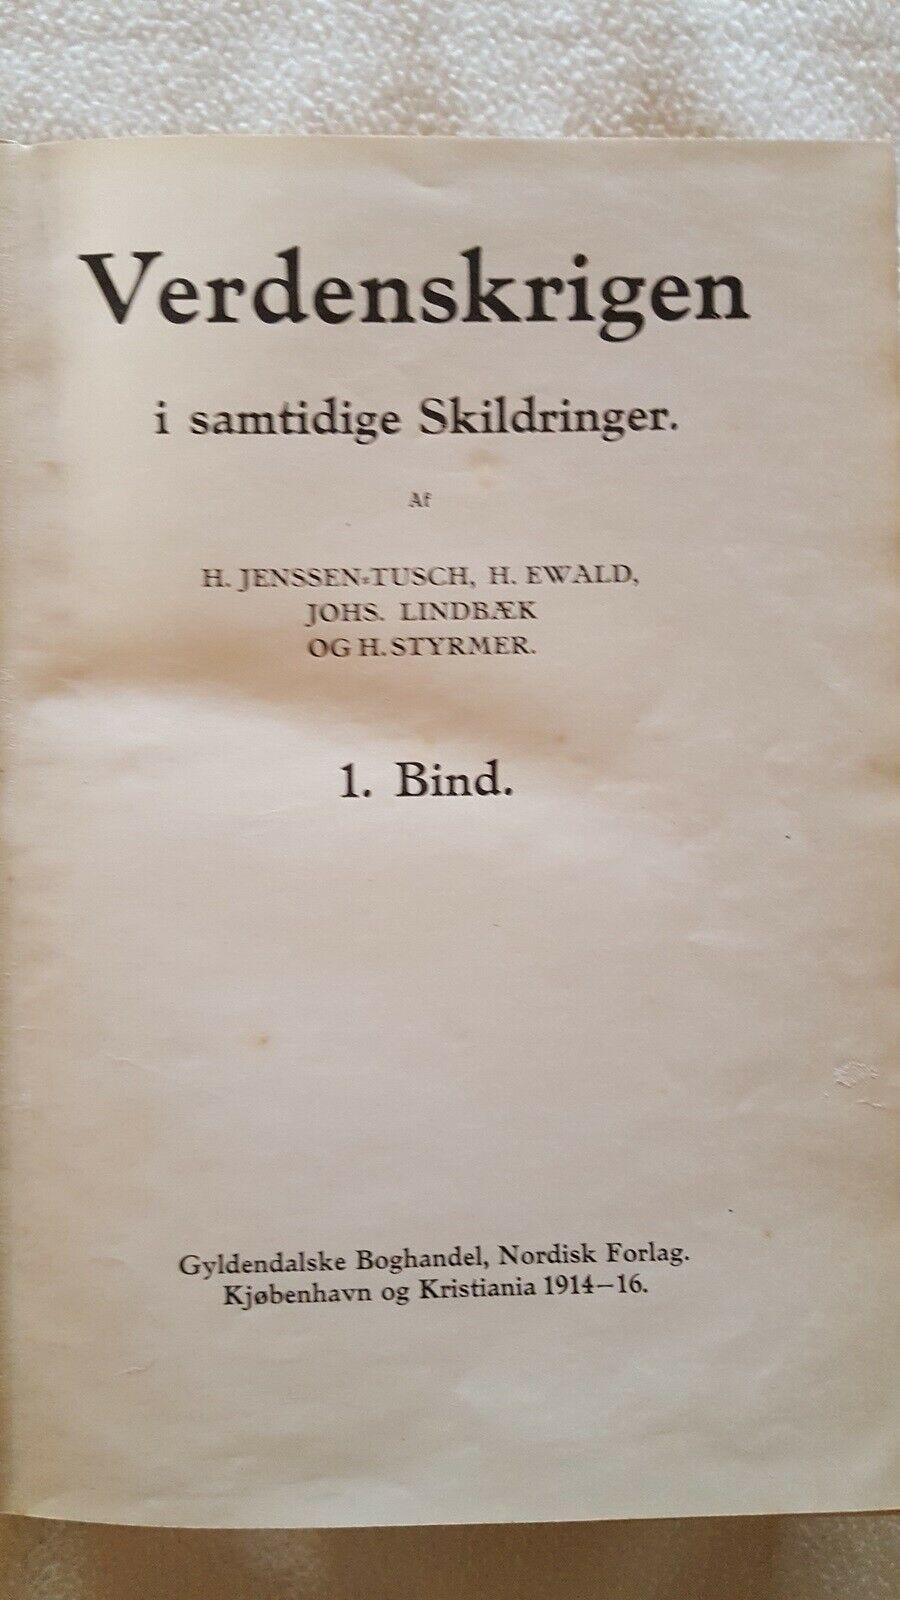 Verdenskrigen
i samtidige Skildringer.
Af
H. JENSSEN-TUSCH, H. EWALD,
JOHS. LINDBÆK
OG H. STYRMER.
1. Bind.
Gyldendalske Boghandel, Nordisk Forlag.
Kjøbenhavn og Kristiania 1914–16.